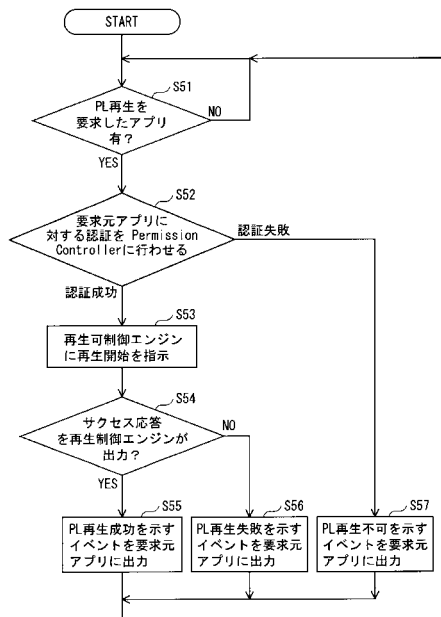 START
S51
PL再生を
要求したアプリ
有?
NO
YES
S52
要求元アプリに
対する認証を Permission
Controllerに行わせる
認証失敗
認証成功
S53
再生可制御エンジン
に再生開始を指示
S54
サクセス応答
を再生制御エンジンが
出力?
NO
YES
S55
PL再生成功を示す
イベントを要求元
アプリに出力
S56
PL再生失敗を示す
イベントを要求元
アプリに出力
S57
PL再生不可を示す
イベントを要求元
アプリに出力